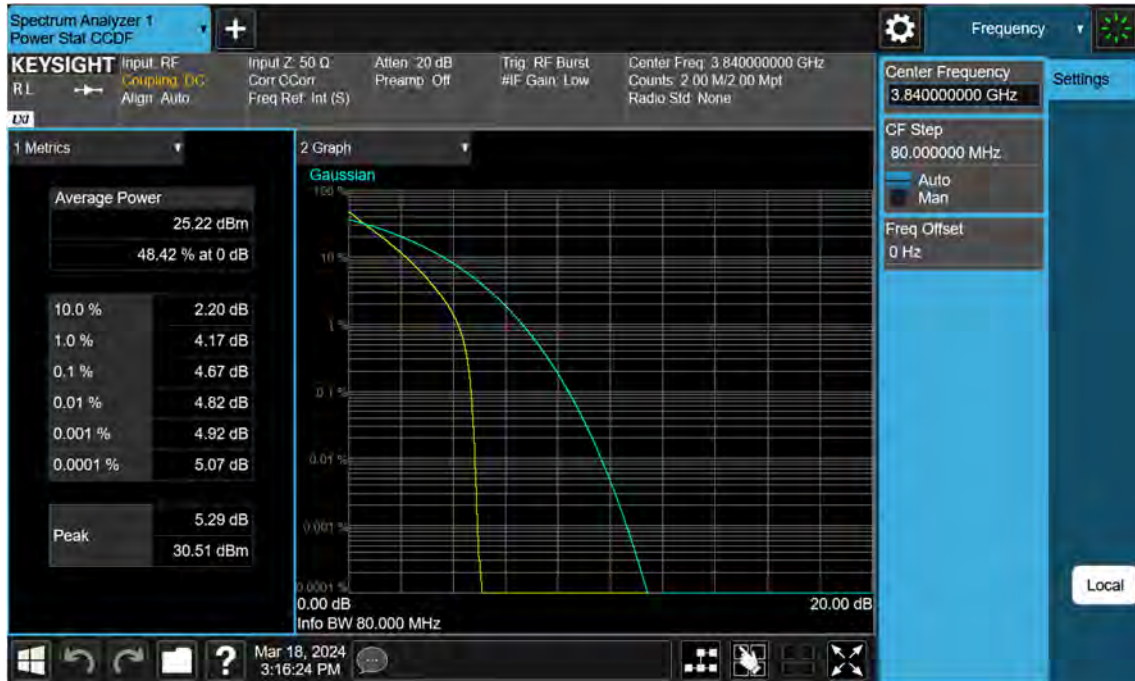 Spectrum Analyzer 1
Power Stat CCDF
Frequency
KEYSIGHT
Input: RF
Input Z: 50 Ω
Atten: 20 dB
Trig: RF Burst
Center Freq: 3.840000000 GHz
RL
Coupling: DC
Corr CCorr
Preamp: Off
#IF Gain: Low
Counts: 2.00 M/2.00 Mpt
Align: Auto
Freq Ref: Int (S)
Radio Std: None
LXI
Center Frequency
3.840000000 GHz
Settings
CF Step
80.000000 MHz
Auto
Man
Freq Offset
0 Hz
1 Metrics
Average Power
25.22 dBm
48.42 % at 0 dB
10.0 % 2.20 dB
1.0 % 4.17 dB
0.1 % 4.67 dB
0.01 % 4.82 dB
0.001 % 4.92 dB
0.0001 % 5.07 dB
Peak
5.29 dB
30.51 dBm
2 Graph
Gaussian
100 %
10 %
1 %
0.1 %
0.01 %
0.001 %
0.0001 %
0.00 dB
20.00 dB
Info BW 80.000 MHz
Local
?
Mar 18, 2024
3:16:24 PM